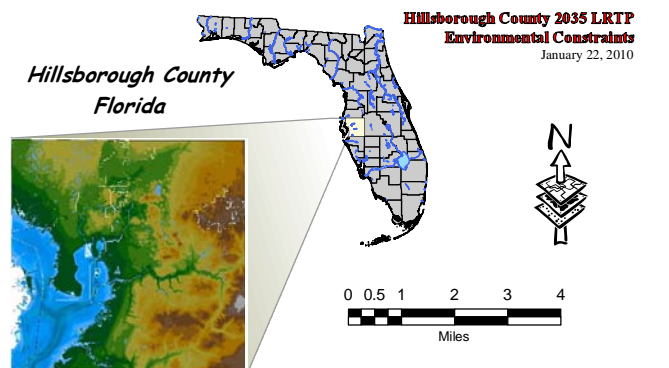 Hillsborough County 2035 LRTP
Environmental Constraints
January 22, 2010
Hillsborough County
Florida
N
0 0.5 1 2 3 4
Miles